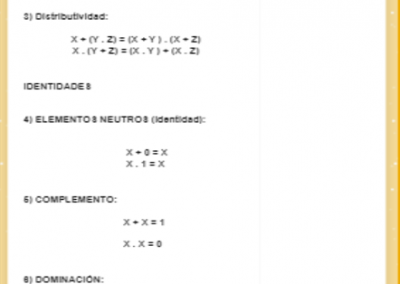 3) Distributividad:
X + (Y . Z) = (X + Y ) . (X + Z)
X . (Y + Z) = (X . Y ) + (X . Z)
IDENTIDADES
4) ELEMENTOS NEUTROS (Identidad):
X + 0 = X
X . 1 = X
5) COMPLEMENTO:
X + X = 1
X . X = 0
6) DOMINACIÓN: